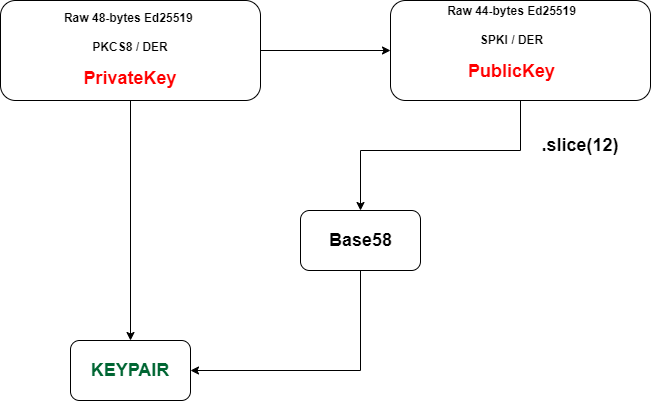 Raw 48-bytes Ed25519
PKCS8 / DER
PrivateKey
Raw 44-bytes Ed25519
SPKI / DER
PublicKey
.slice(12)
Base58
KEYPAIR